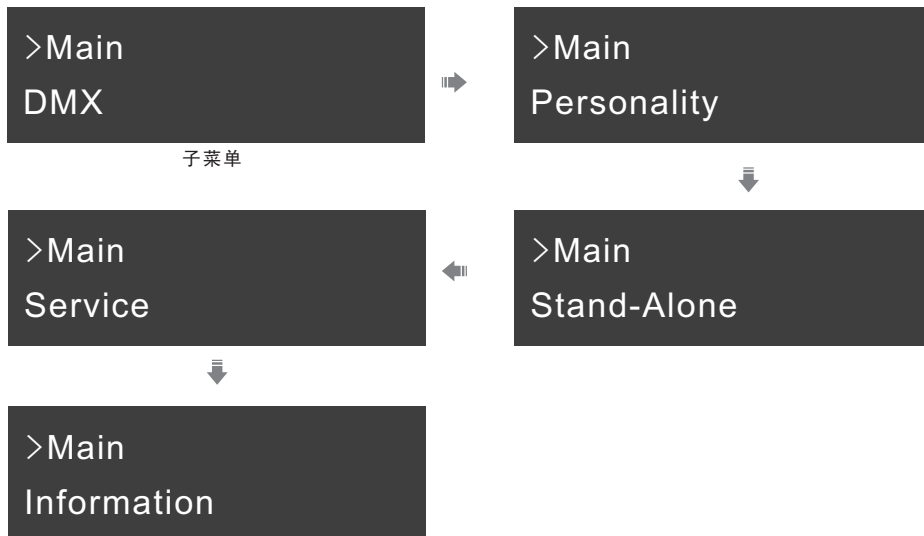 >Main
DMX
子菜单
>Main
Personality
>Main
Stand-Alone
>Main
Service
>Main
Information